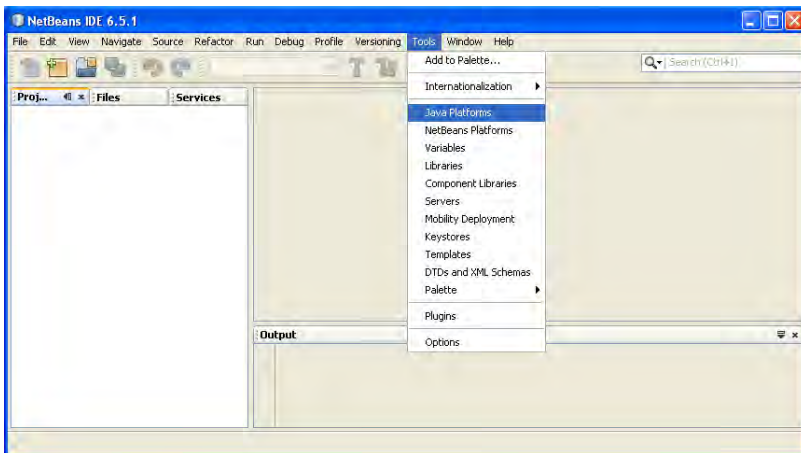 NetBeans IDE 6.5.1
File Edit View Navigate Source Refactor Run Debug Profile Versioning Tools Window Help
Search (Ctrl+I)
Proj... Files Services
Add to Palette...
Internationalization
Java Platforms
NetBeans Platforms
Variables
Libraries
Component Libraries
Servers
Mobility Deployment
Keystores
Templates
DTDs and XML Schemas
Palette
Plugins
Options
Output